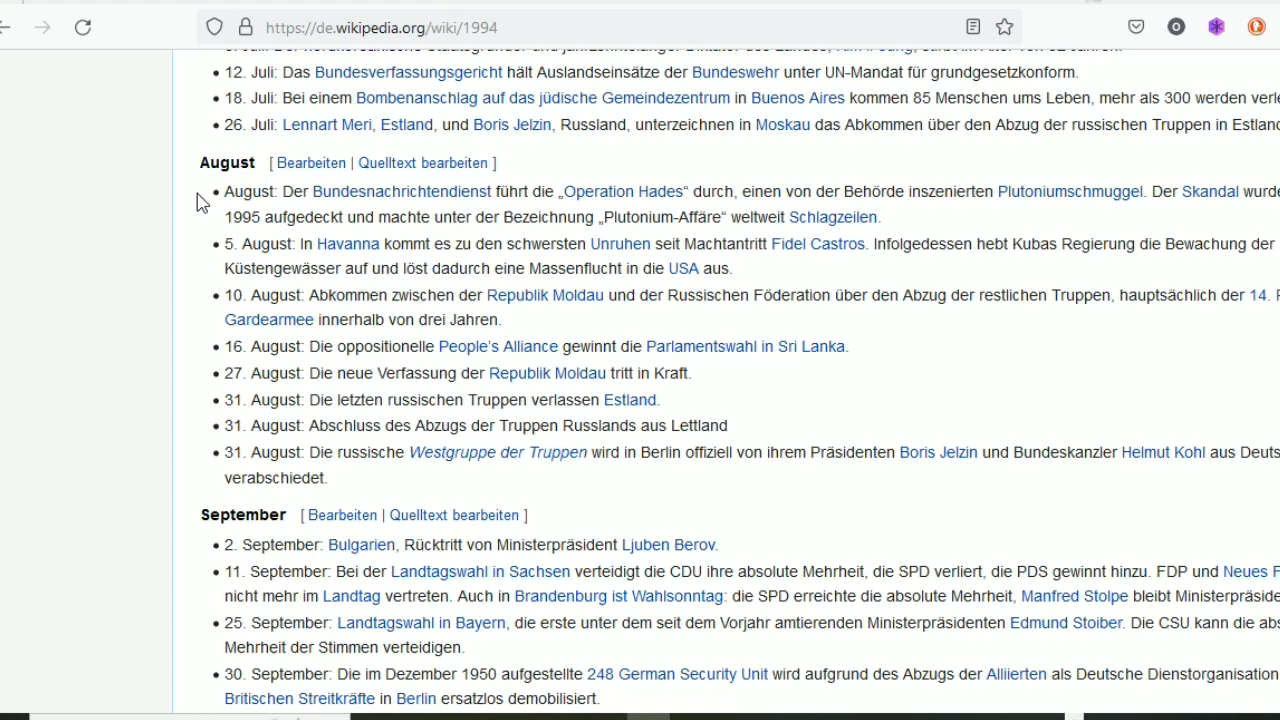 https://de.wikipedia.org/wiki/1994
12. Juli: Das Bundesverfassungsgericht hält Auslandseinsätze der Bundeswehr unter UN-Mandat für grundgesetzkonform.
18. Juli: Bei einem Bombenanschlag auf das jüdische Gemeindezentrum in Buenos Aires kommen 85 Menschen ums Leben, mehr als 300 werden
26. Juli: Lennart Meri, Estland, und Boris Jelzin, Russland, unterzeichnen in Moskau das Abkommen über den Abzug der russischen Truppen in
August [ Bearbeiten | Quelltext bearbeiten ]
August: Der Bundesnachrichtendienst führt die „Operation Hades“ durch, einen von der Behörde inszenierten Plutoniumschmuggel. Der Skandal
1995 aufgedeckt und machte unter der Bezeichnung „Plutonium-Affäre“ weltweit Schlagzeilen.
5. August: In Havanna kommt es zu den schwersten Unruhen seit Machtantritt Fidel Castros. Infolgedessen hebt Kubas Regierung die Bewachung der
Küstengewässer auf und löst dadurch eine Massenflucht in die USA aus.
10. August: Abkommen zwischen der Republik Moldau und der Russischen Föderation über den Abzug der restlichen Truppen, hauptsächlich der 14.
Gardearmee innerhalb von drei Jahren.
16. August: Die oppositionelle People’s Alliance gewinnt die Parlamentswahl in Sri Lanka.
27. August: Die neue Verfassung der Republik Moldau tritt in Kraft.
31. August: Die letzten russischen Truppen verlassen Estland.
31. August: Abschluss des Abzugs der Truppen Russlands aus Lettland
31. August: Die russische Westgruppe der Truppen wird in Berlin offiziell von ihrem Präsidenten Boris Jelzin und Bundeskanzler Helmut Kohl aus
verabschiedet.
September [ Bearbeiten | Quelltext bearbeiten ]
2. September: Bulgarien, Rücktritt von Ministerpräsident Ljuben Berov.
11. September: Bei der Landtagswahl in Sachsen verteidigt die CDU ihre absolute Mehrheit, die SPD verliert, die PDS gewinnt hinzu. FDP und Neues
nicht mehr im Landtag vertreten. Auch in Brandenburg ist Wahlsonntag: die SPD erreichte die absolute Mehrheit, Manfred Stolpe bleibt
25. September: Landtagswahl in Bayern, die erste unter dem seit dem Vorjahr amtierenden Ministerpräsidenten Edmund Stoiber. Die CSU kann die
Mehrheit der Stimmen verteidigen.
30. September: Die im Dezember 1950 aufgestellte 248 German Security Unit wird aufgrund des Abzugs der Alliierten als Deutsche
Britischen Streitkräfte in Berlin ersatzlos demobilisiert.